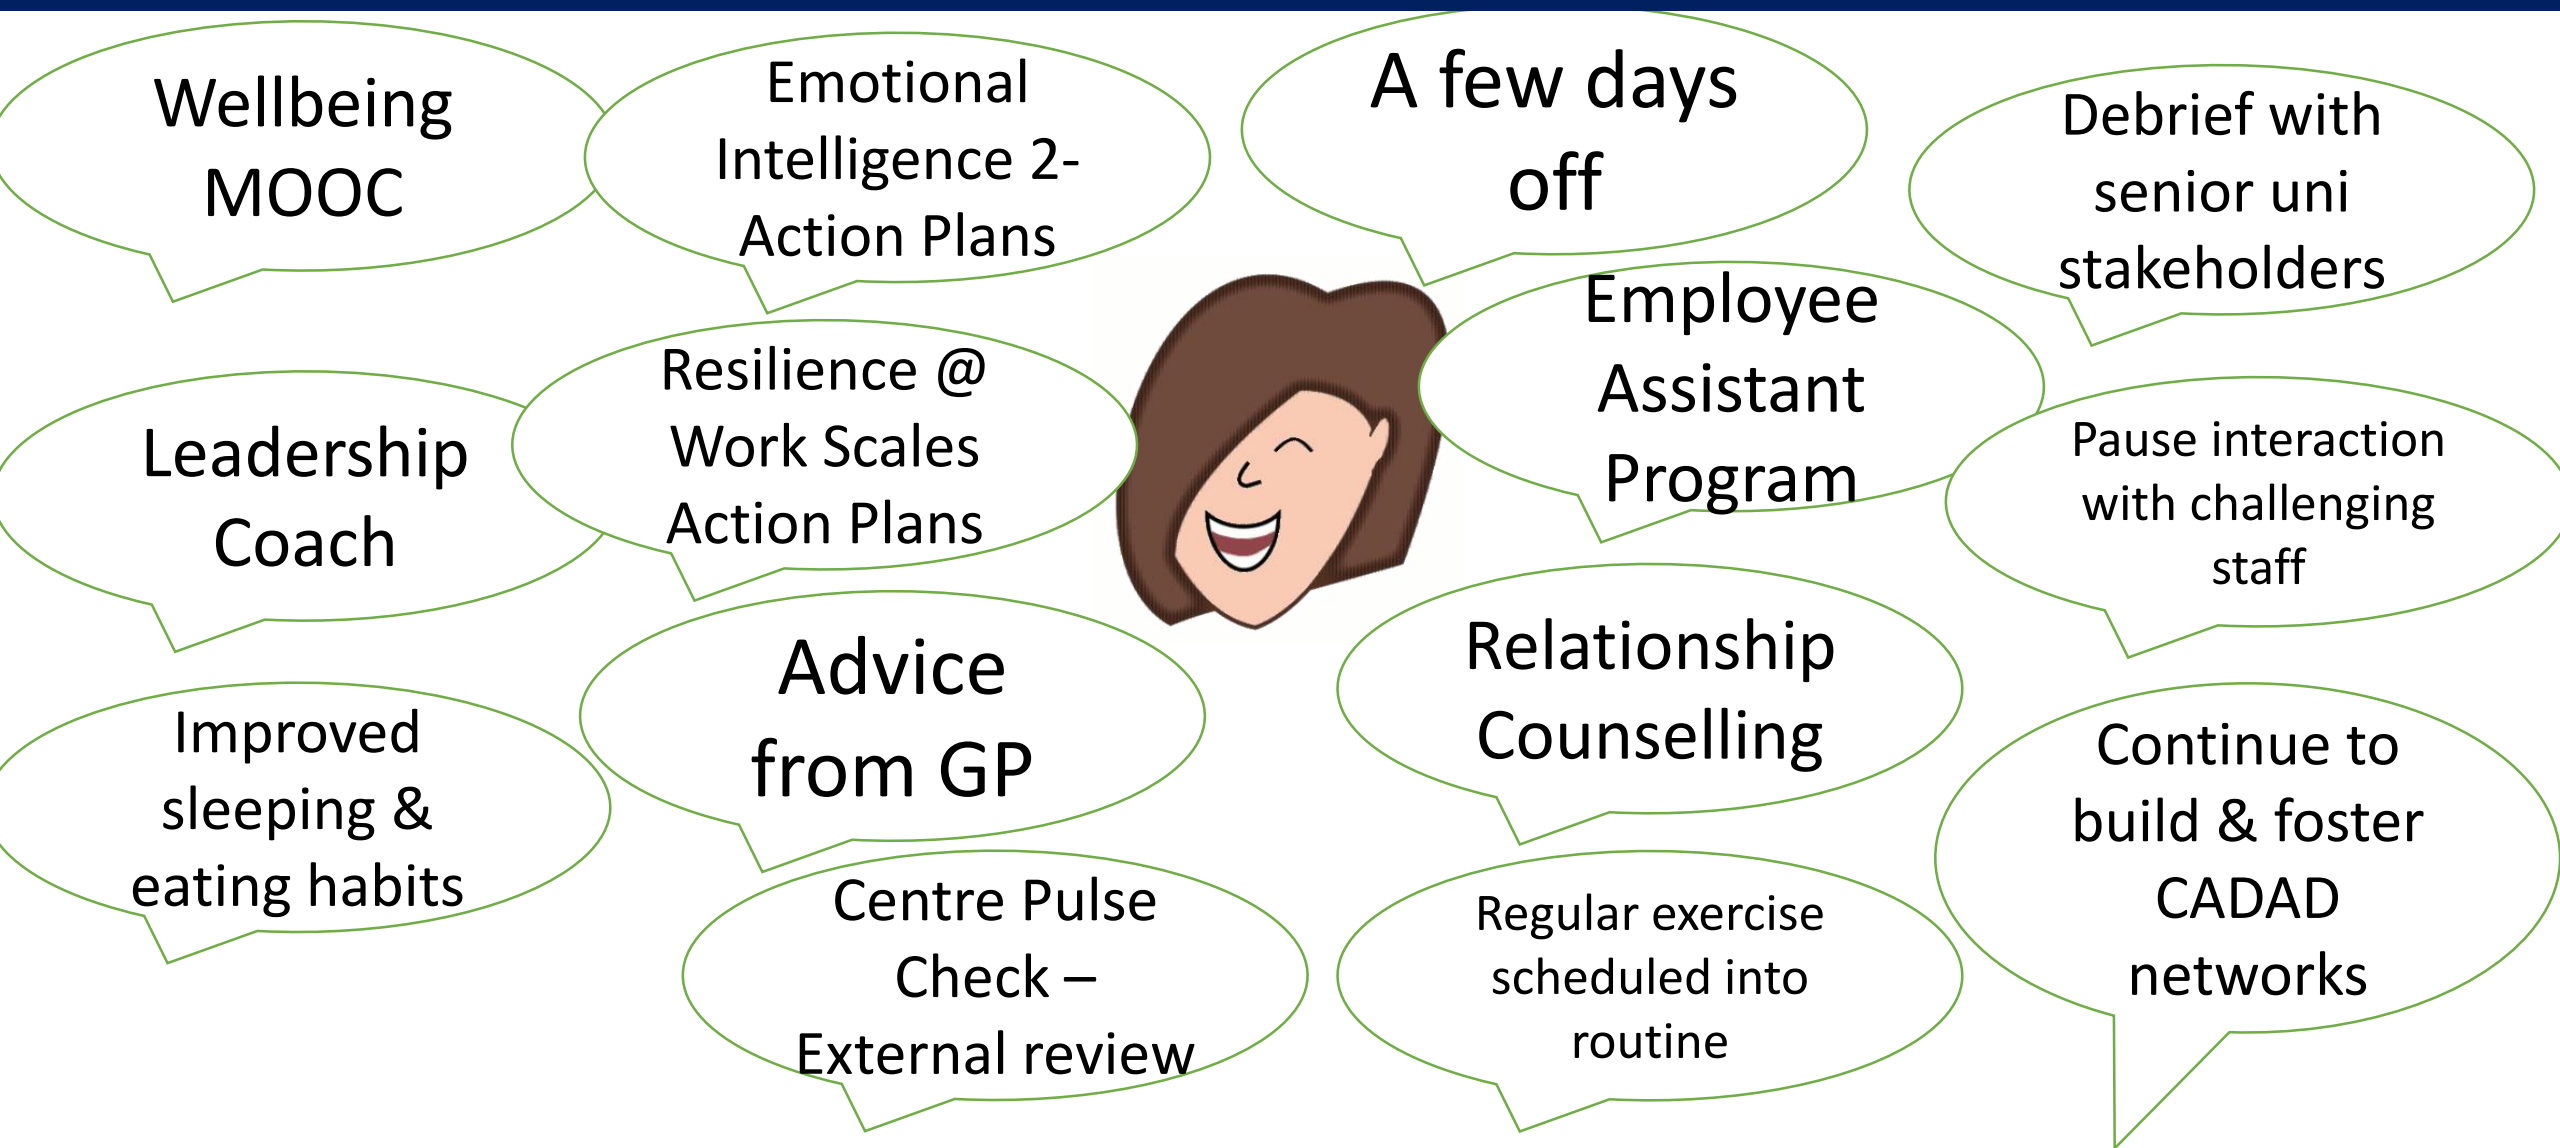 Wellbeing
MOOC
Emotional
Intelligence 2-
Action Plans
A few days
off
Debrief with
senior uni
stakeholders
Leadership
Coach
Resilience @
Work Scales
Action Plans
Employee
Assistant
Program
Pause interaction
with challenging
staff
Improved
sleeping &
eating habits
Advice
from GP
Relationship
Counselling
Continue to
build & foster
CADAD
networks
Centre Pulse
Check –
External review
Regular exercise
scheduled into
routine